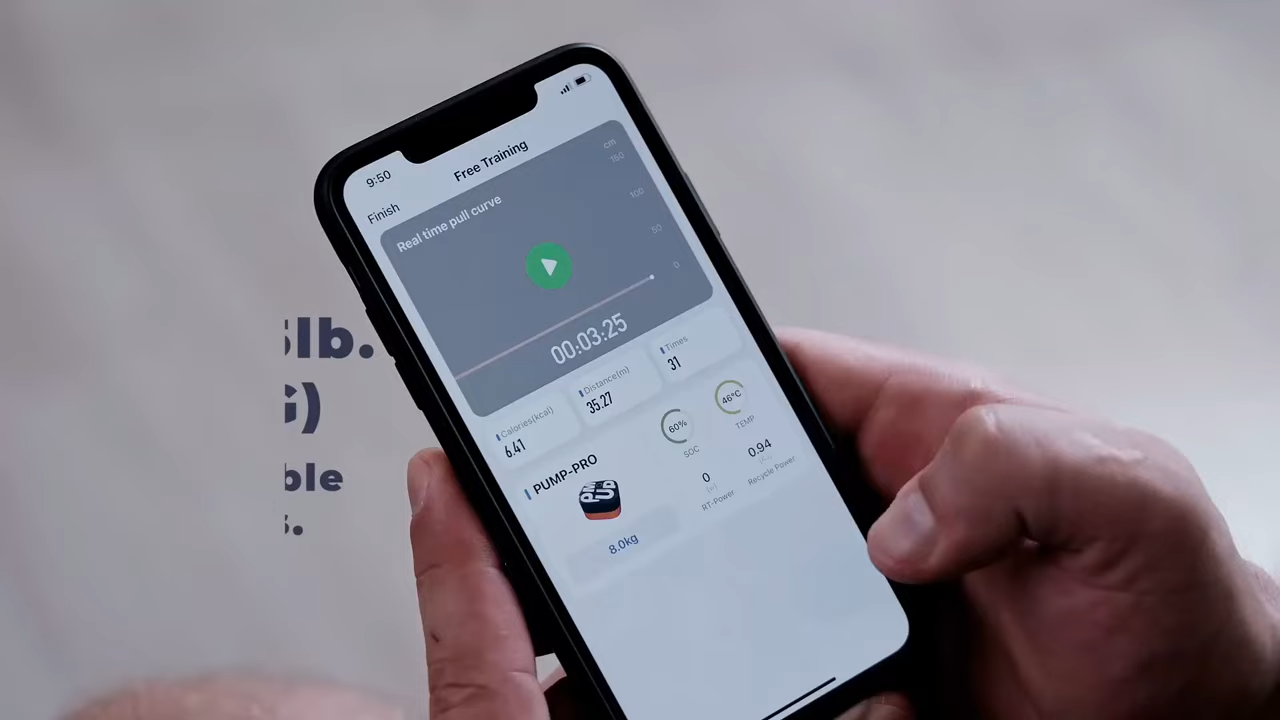 9:50
Free Training
Finish
Real time pull curve
cm
150
100
50
0
00:03:25
Calories(kcal)
6.41
Distance(m)
35.27
Times
31
PUMP-PRO
60%
SOC
46°C
TEMP
PUMP
UP
8.0kg
0
RT-Power
0.94
Recycle Power
lb.
)
ble
.